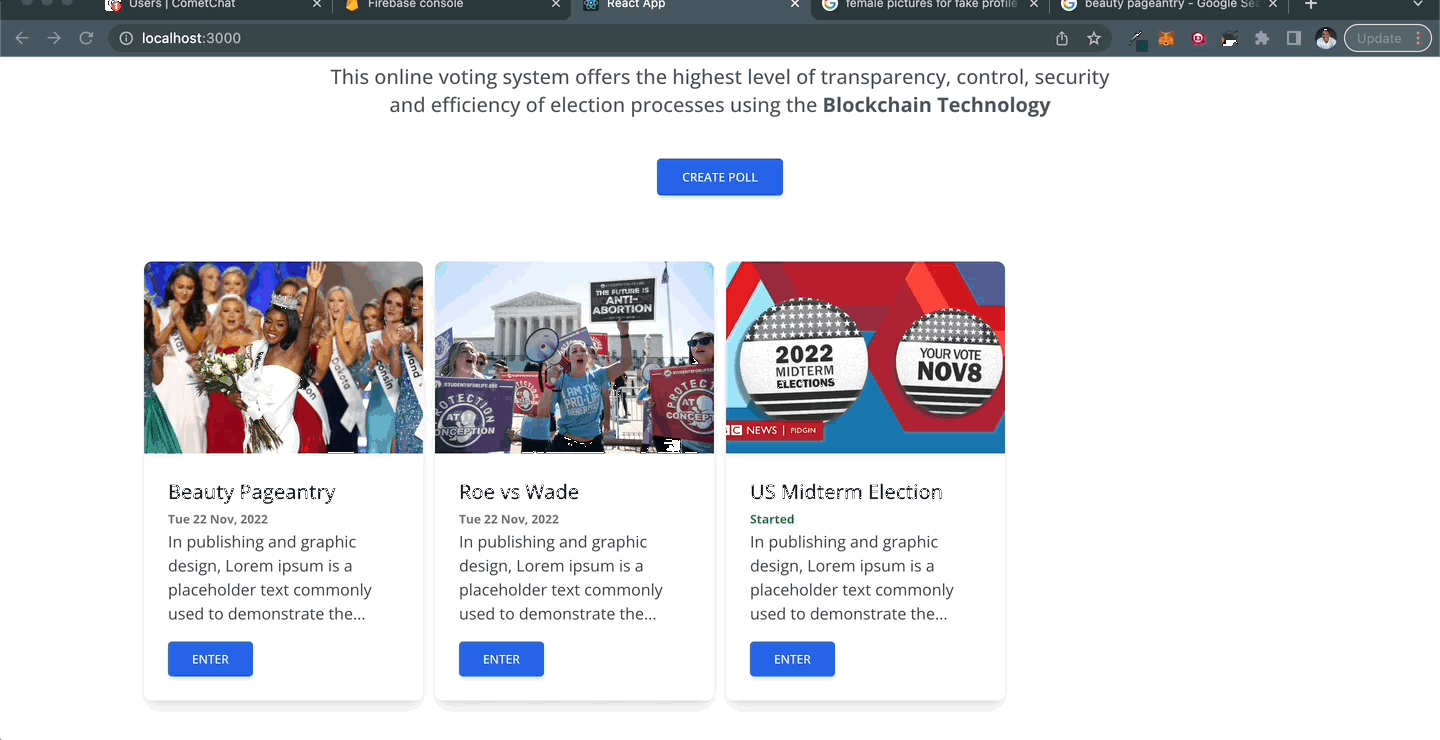 Users | CometChat
Firebase console
React App
female pictures for fake profile
beauty pageantry - Google Sea
localhost:3000
Update
This online voting system offers the highest level of transparency, control, security
and efficiency of election processes using the Blockchain Technology
CREATE POLL
THE FUTURE IS
ANTI-
ABORTION
STUDENTSFORLIFE.ORG
I AM THE
PRO-LIFE
GENERATION
PROTECTION
AT
CONCEPTION
PROTECTION
AT
CONCEPT
2022
MIDTERM
ELECTIONS
YOUR VOTE
NOV8
BBC NEWS | PIDGIN
Beauty Pageantry
Tue 22 Nov, 2022
In publishing and graphic
design, Lorem ipsum is a
placeholder text commonly
used to demonstrate the...
ENTER
Roe vs Wade
Tue 22 Nov, 2022
In publishing and graphic
design, Lorem ipsum is a
placeholder text commonly
used to demonstrate the...
ENTER
US Midterm Election
Started
In publishing and graphic
design, Lorem ipsum is a
placeholder text commonly
used to demonstrate the...
ENTER